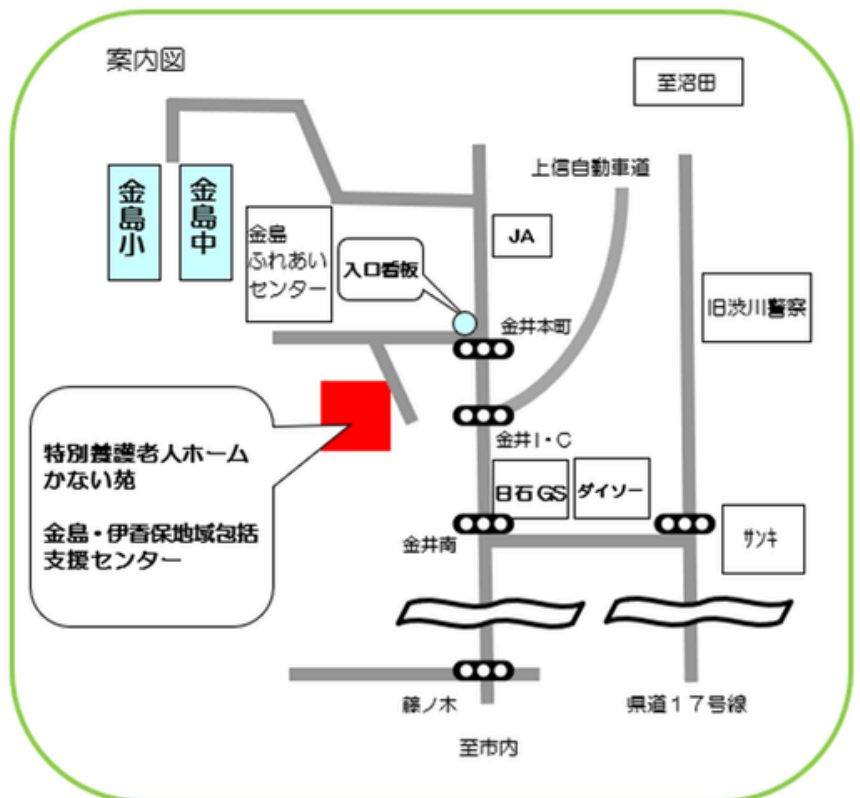 案内図
至沼田
上信自動車道
金島小
金島中
金島
ふれあい
センター
入口看板
JA
金井本町
旧渋川警察
特別養護老人ホーム
かない苑
金島・伊香保地域包括
支援センター
金井I・C
日石GS
ダイソー
金井南
サンキ
藤ノ木
県道17号線
至市内